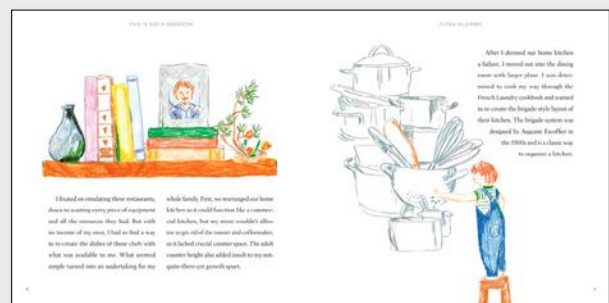 THIS IS NOT A COOKBOOK
FLYNN MCGARRY
I fixated on emulating these restaurants,
down to wanting every piece of equipment
and all the resources they had. But with
no income of my own, I had to find a way
to re-create the dishes of those chefs with
what was available to me. What seemed
simple turned into an undertaking for my
whole family. First, we rearranged our home
kitchen so it could function like a commer-
cial kitchen, but my mom wouldn't allow
me to get rid of the toaster and coffeemaker,
so it lacked crucial counter space. The adult
counter height also added insult to my not-
quite-there-yet growth spurt.
After I deemed our home kitchen
a failure, I moved out into the dining
room with larger plans. I was deter-
mined to cook my way through the
French Laundry cookbook and wanted
to re-create the brigade-style layout of
their kitchen. The brigade system was
designed by Auguste Escoffier in
the 1900s and is a classic way
to organize a kitchen.